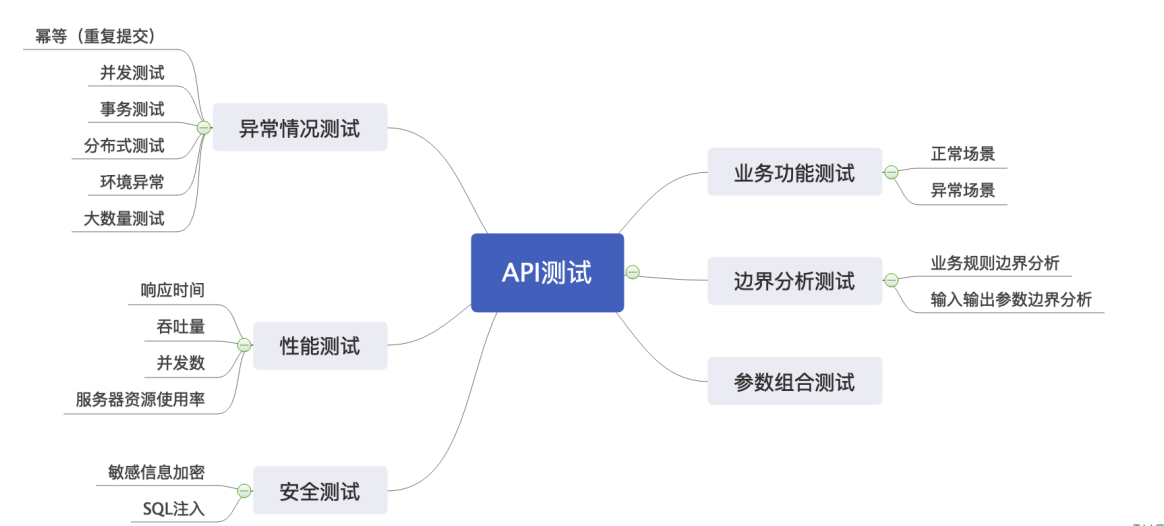 API测试
业务功能测试
正常场景
异常场景
边界分析测试
业务规则边界分析
输入输出参数边界分析
参数组合测试
异常情况测试
幂等（重复提交）
并发测试
事务测试
分布式测试
环境异常
大数量测试
性能测试
响应时间
吞吐量
并发数
服务器资源使用率
安全测试
敏感信息加密
SQL注入